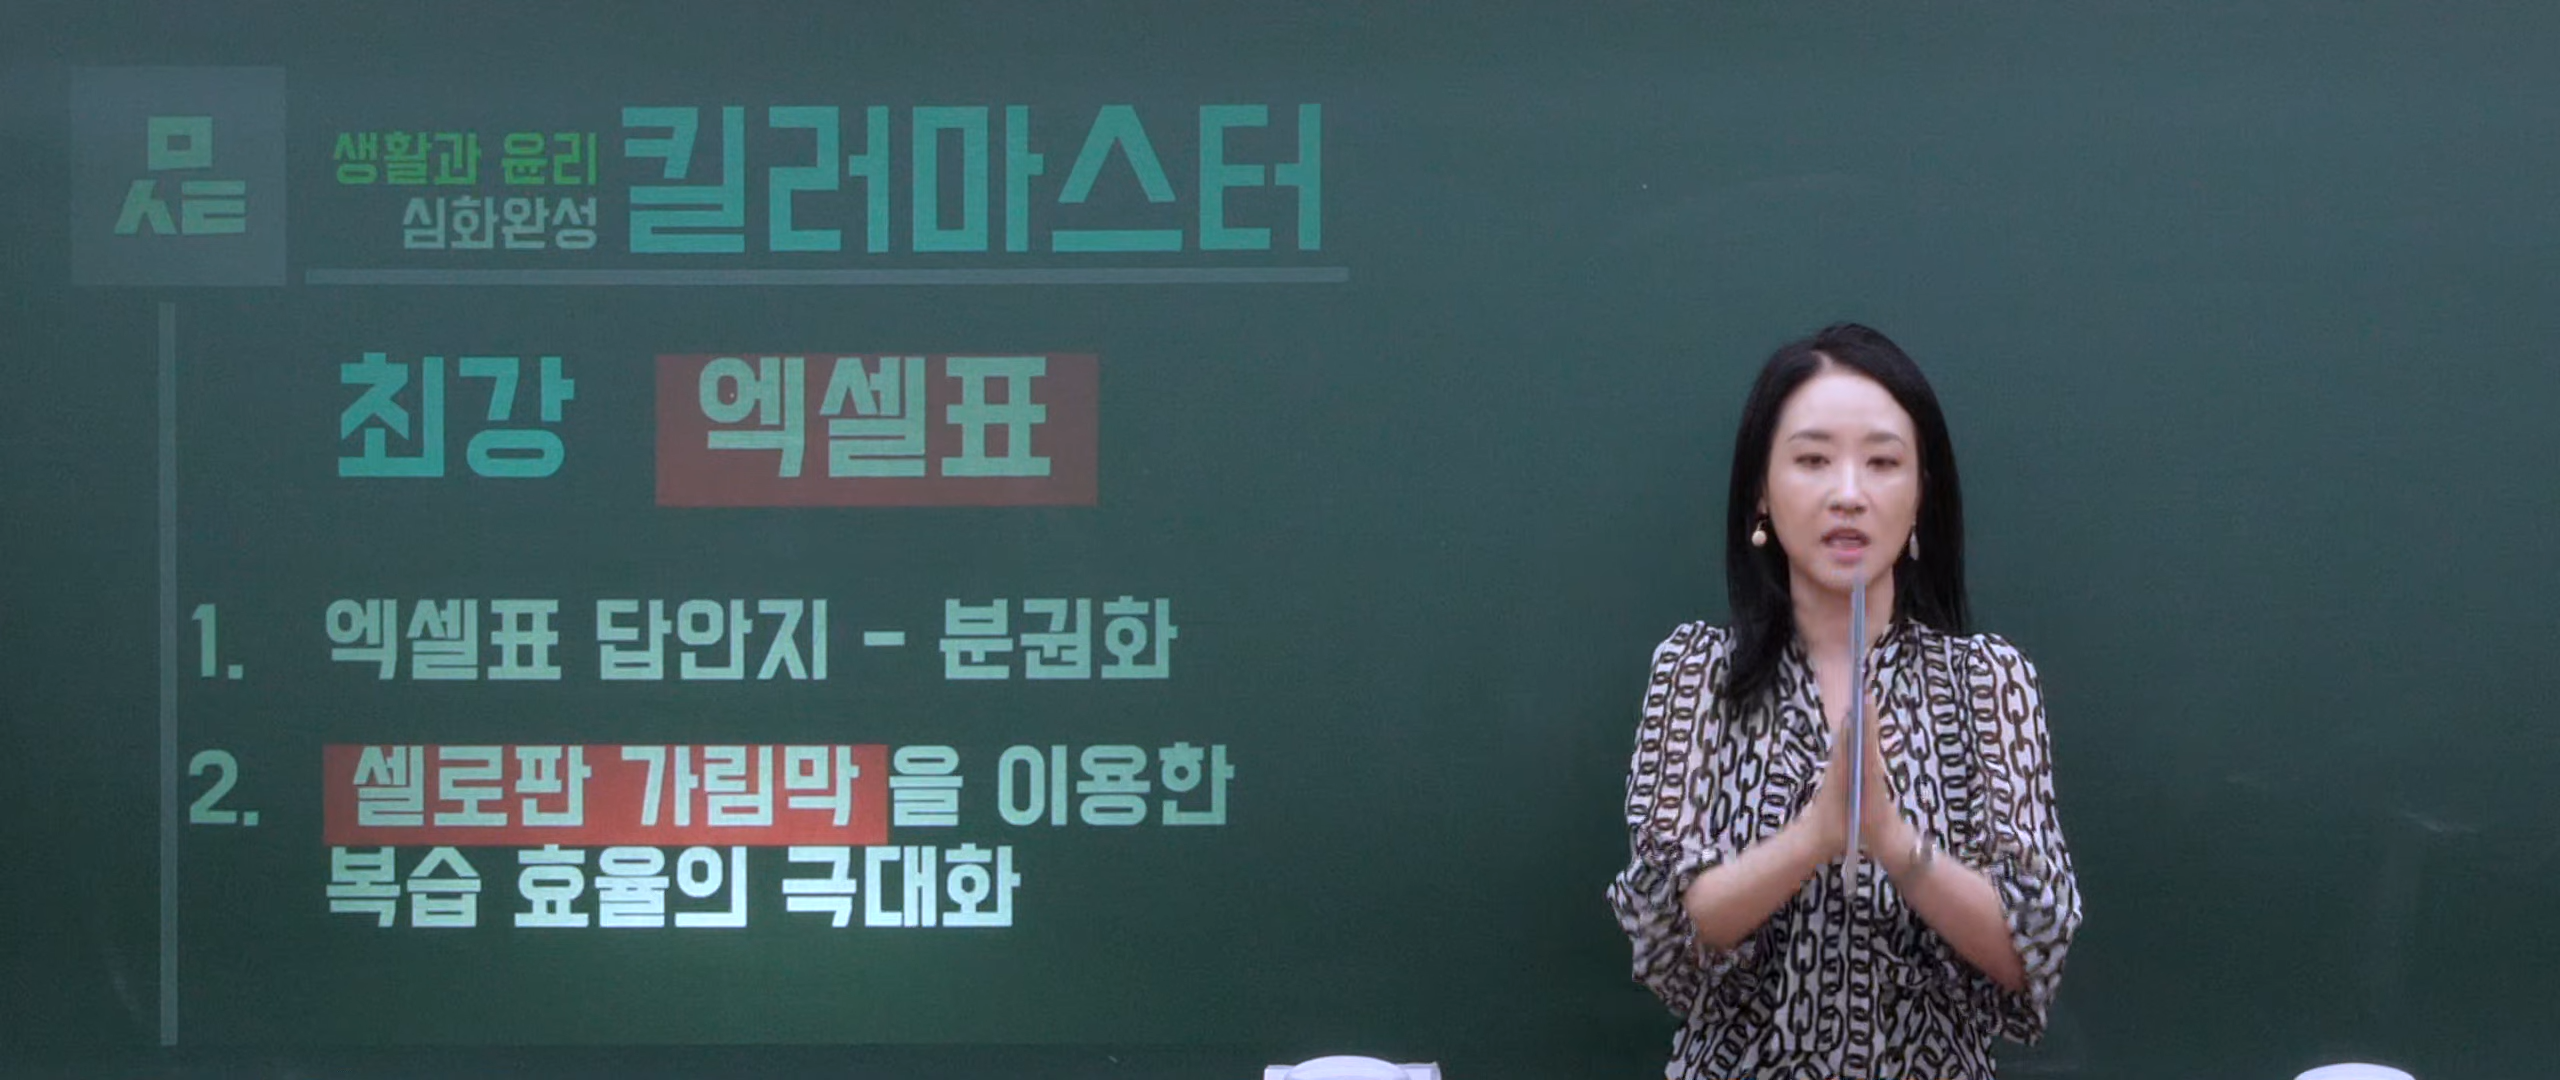 생활과 윤리
심화완성
킬러마스터
최강 엑셀표
1. 엑셀표 답안지 - 분권화
2. 셀로판 가림막을 이용한
복습 효율의 극대화